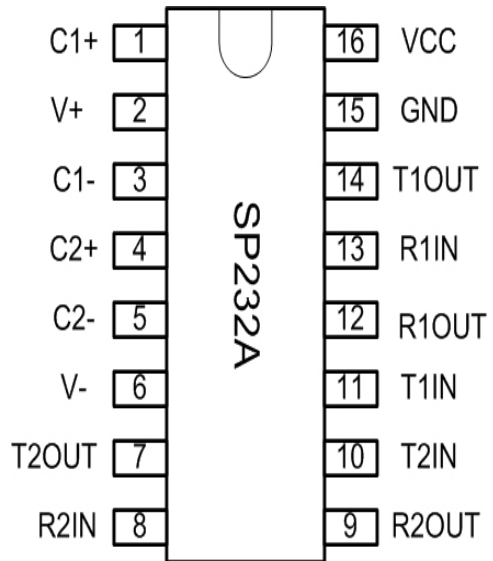 C1+ 1 16 VCC
V+ 2 15 GND
C1- 3 14 T1OUT
C2+ 4 13 R1IN
C2- 5 12 R1OUT
V- 6 11 T1IN
T2OUT 7 10 T2IN
R2IN 8 9 R2OUT
SP232A